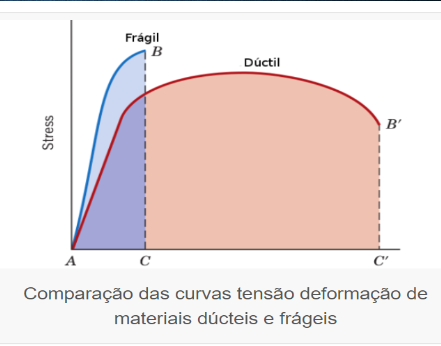 Frágil
B
Dúctil
Stress
B′
A
C
C′
Comparação das curvas tensão deformação de
materiais dúcteis e frágeis